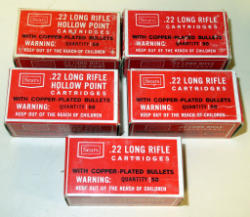 Sears
.22 LONG RIFLE
HOLLOW POINT
CARTRIDGES
WITH COPPER-PLATED BULLETS
WARNING: QUANTITY 50
KEEP OUT OF THE REACH OF CHILDREN
Sears
.22 LONG RIFLE
CARTRIDGES
WITH COPPER-PLATED BULLETS
WARNING: QUANTITY 50
KEEP OUT OF THE REACH OF CHILDREN
Sears
.22 LONG RIFLE
HOLLOW POINT
CARTRIDGES
WITH COPPER-PLATED BULLETS
WARNING: QUANTITY 50
KEEP OUT OF THE REACH OF CHILDREN
Sears
.22 LONG RIFLE
CARTRIDGES
WITH COPPER-PLATED BULLETS
WARNING: QUANTITY 50
KEEP OUT OF THE REACH OF CHILDREN
Sears
.22 LONG RIFLE
CARTRIDGES
WITH COPPER-PLATED BULLETS
WARNING: QUANTITY 50
KEEP OUT OF THE REACH OF CHILDREN